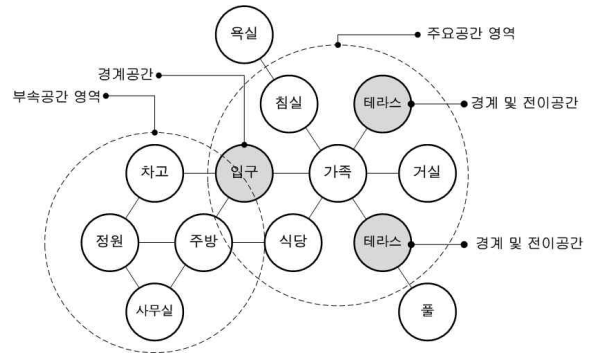 욕실
주요공간 영역
경계공간
부속공간 영역
침실
테라스
경계 및 전이공간
차고
입구
가족
거실
정원
주방
식당
테라스
경계 및 전이공간
사무실
풀